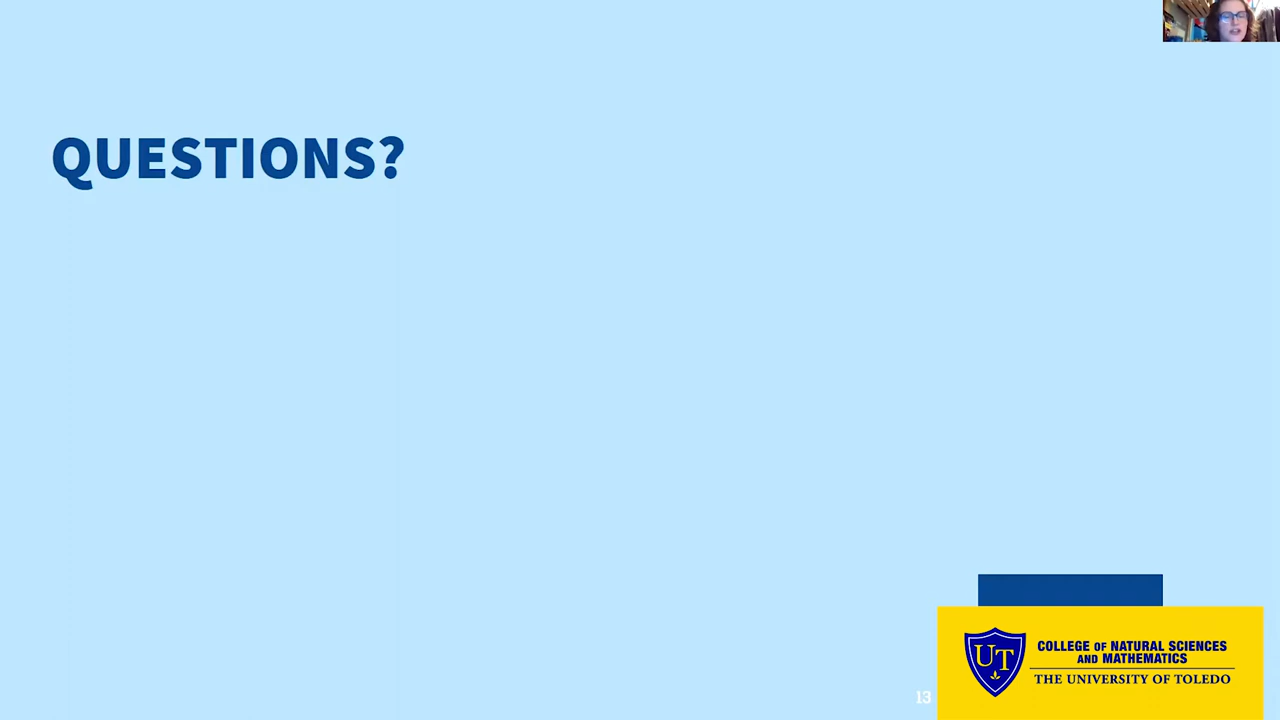 QUESTIONS?
UT
COLLEGE OF NATURAL SCIENCES
AND MATHEMATICS
THE UNIVERSITY OF TOLEDO
13